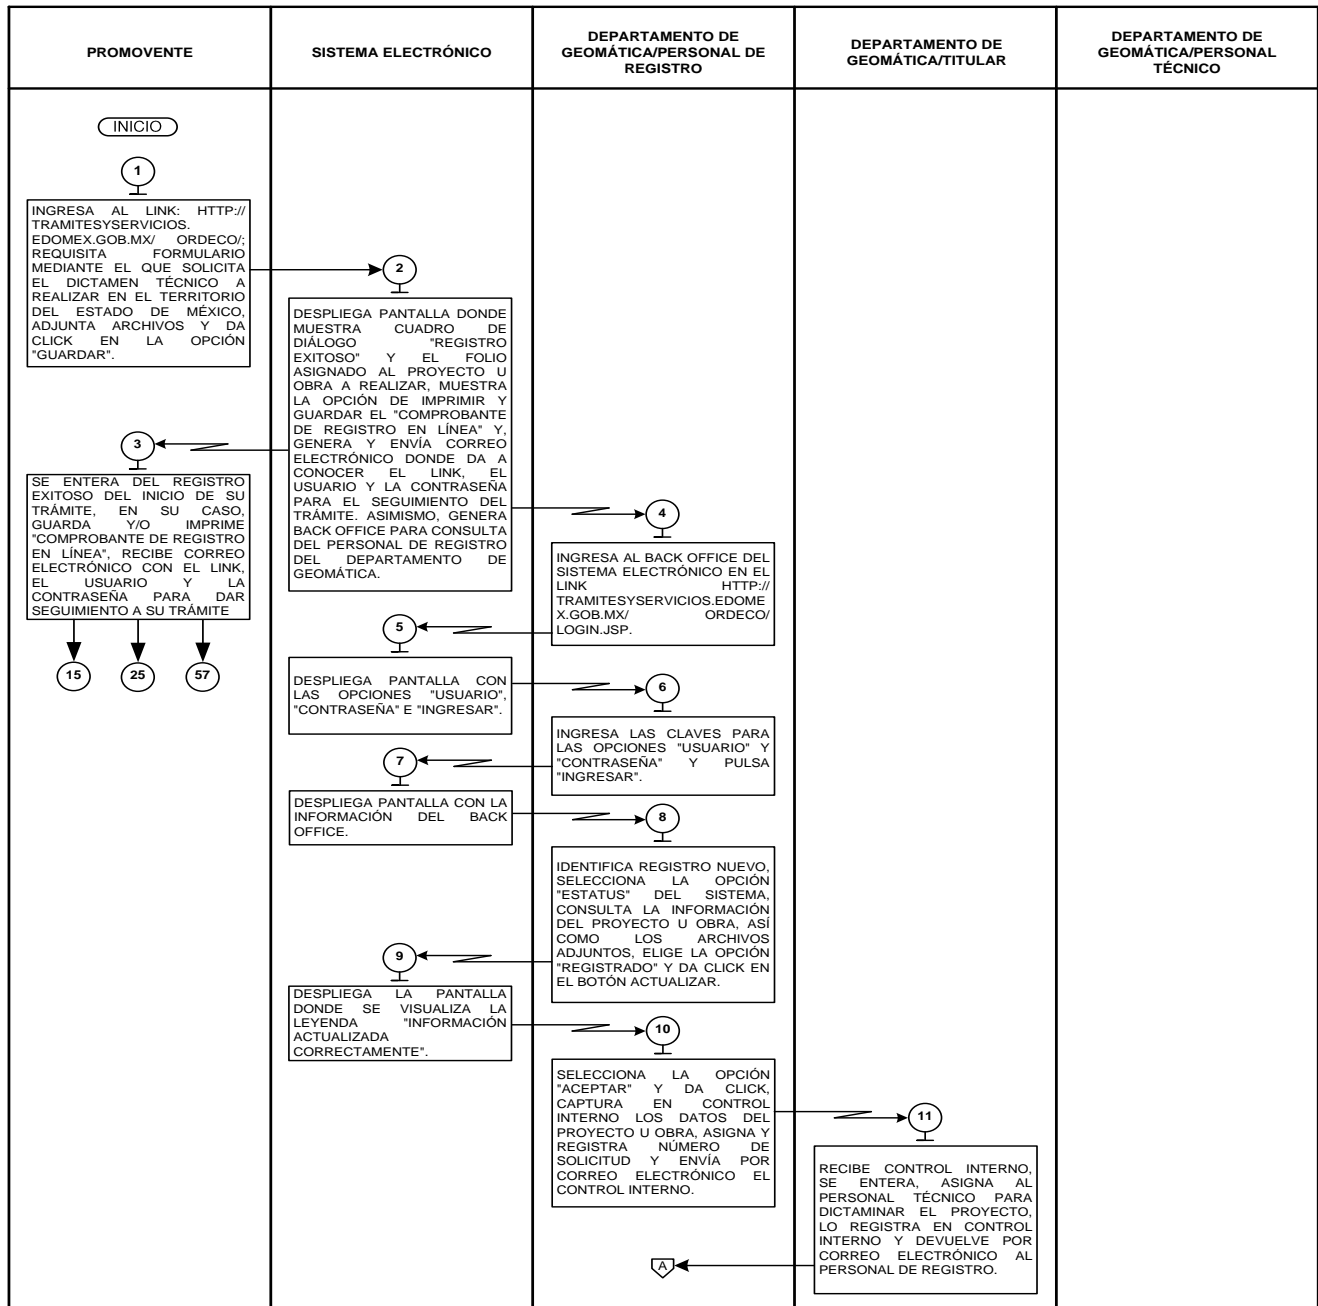 PROMOVENTE
SISTEMA ELECTRÓNICO
DEPARTAMENTO DE
GEOMÁTICA/PERSONAL DE
REGISTRO
DEPARTAMENTO DE
GEOMÁTICA/TITULAR
DEPARTAMENTO DE
GEOMÁTICA/PERSONAL
TÉCNICO
INICIO
1
INGRESA AL LINK: HTTP://
TRAMITESYSERVICIOS.
EDOMEX.GOB.MX/ ORDECO/;
REQUISITA FORMULARIO
MEDIANTE EL QUE SOLICITA
EL DICTAMEN TÉCNICO A
REALIZAR EN EL TERRITORIO
DEL ESTADO DE MÉXICO,
ADJUNTA ARCHIVOS Y DA
CLICK EN LA OPCIÓN
"GUARDAR".
2
DESPLIEGA PANTALLA DONDE
MUESTRA CUADRO DE
DIÁLOGO "REGISTRO
EXITOSO" Y EL FOLIO
ASIGNADO AL PROYECTO U
OBRA A REALIZAR, MUESTRA
LA OPCIÓN DE IMPRIMIR Y
GUARDAR EL "COMPROBANTE
DE REGISTRO EN LÍNEA" Y,
GENERA Y ENVÍA CORREO
ELECTRÓNICO DONDE DA A
CONOCER EL LINK, EL
USUARIO Y LA CONTRASEÑA
PARA EL SEGUIMIENTO DEL
TRÁMITE. ASIMISMO, GENERA
BACK OFFICE PARA CONSULTA
DEL PERSONAL DE REGISTRO
DEL DEPARTAMENTO DE
GEOMÁTICA.
3
SE ENTERA DEL REGISTRO
EXITOSO DEL INICIO DE SU
TRÁMITE, EN SU CASO,
GUARDA Y/O IMPRIME
"COMPROBANTE DE REGISTRO
EN LÍNEA", RECIBE CORREO
ELECTRÓNICO CON EL LINK,
EL USUARIO Y LA
CONTRASEÑA PARA DAR
SEGUIMIENTO A SU TRÁMITE
15
25
57
4
INGRESA AL BACK OFFICE DEL
SISTEMA ELECTRÓNICO EN EL
LINK HTTP://
TRAMITESYSERVICIOS.EDOME
X.GOB.MX/ ORDECO/
LOGIN.JSP.
5
DESPLIEGA PANTALLA CON
LAS OPCIONES "USUARIO",
"CONTRASEÑA" E "INGRESAR".
6
INGRESA LAS CLAVES PARA
LAS OPCIONES "USUARIO" Y
"CONTRASEÑA" Y PULSA
"INGRESAR".
7
DESPLIEGA PANTALLA CON LA
INFORMACIÓN DEL BACK
OFFICE.
8
IDENTIFICA REGISTRO NUEVO,
SELECCIONA LA OPCIÓN
"ESTATUS" DEL SISTEMA,
CONSULTA LA INFORMACIÓN
DEL PROYECTO U OBRA, ASÍ
COMO LOS ARCHIVOS
ADJUNTOS, ELIGE LA OPCIÓN
"REGISTRADO" Y DA CLICK EN
EL BOTÓN ACTUALIZAR.
9
DESPLIEGA LA PANTALLA
DONDE SE VISUALIZA LA
LEYENDA "INFORMACIÓN
ACTUALIZADA
CORRECTAMENTE".
10
SELECCIONA LA OPCIÓN
"ACEPTAR" Y DA CLICK,
CAPTURA EN CONTROL
INTERNO LOS DATOS DEL
PROYECTO U OBRA, ASIGNA Y
REGISTRA NÚMERO DE
SOLICITUD Y ENVÍA POR
CORREO ELECTRÓNICO EL
CONTROL INTERNO.
11
RECIBE CONTROL INTERNO,
SE ENTERA, ASIGNA AL
PERSONAL TÉCNICO PARA
DICTAMINAR EL PROYECTO,
LO REGISTRA EN CONTROL
INTERNO Y DEVUELVE POR
CORREO ELECTRÓNICO AL
PERSONAL DE REGISTRO.
A